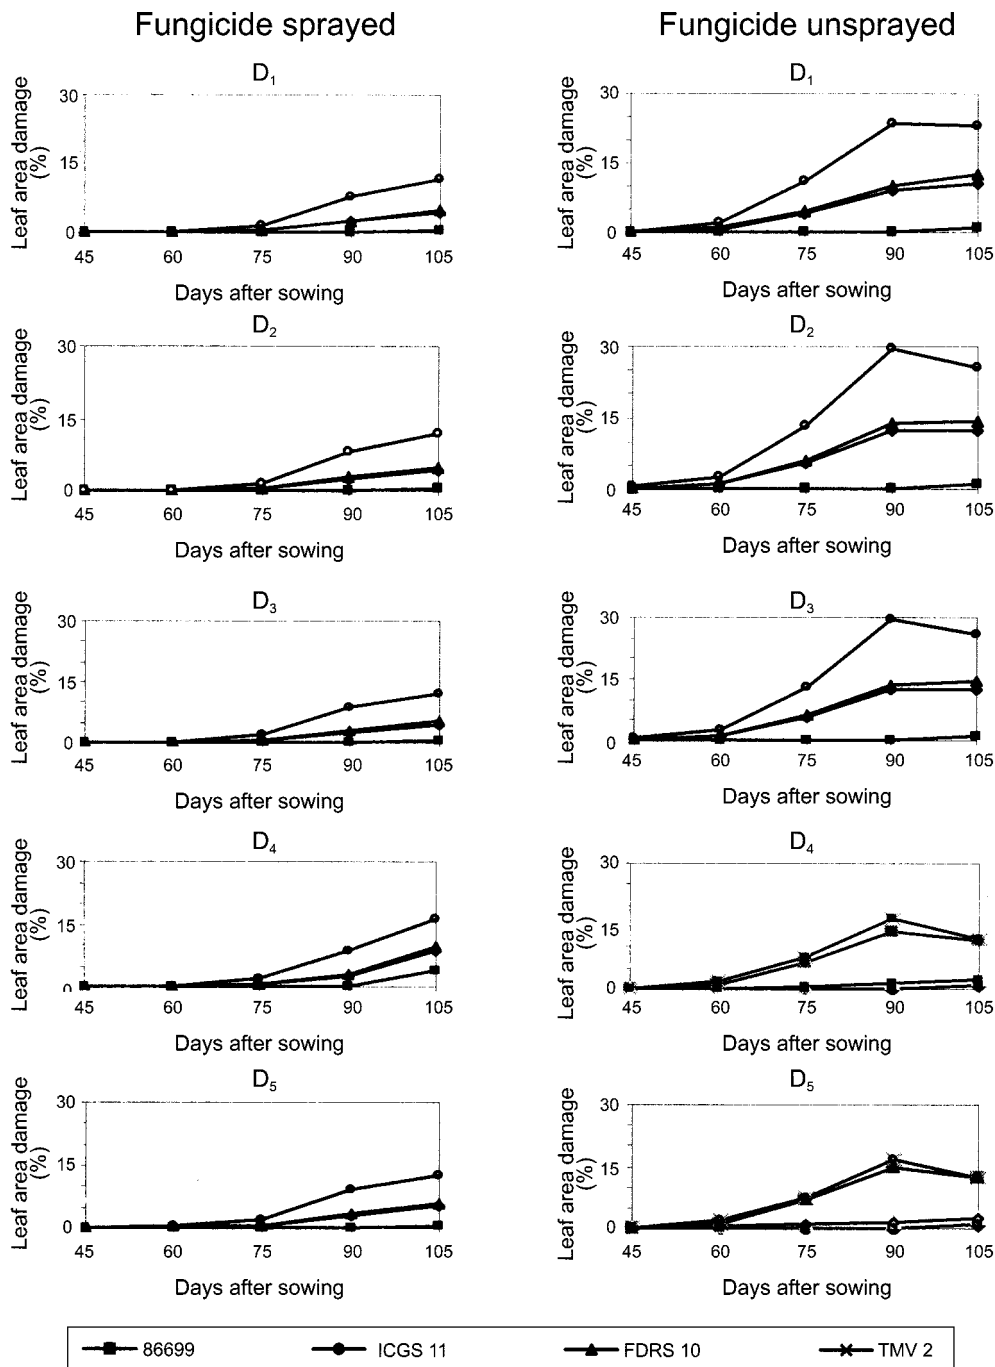 Fungicide sprayed
Fungicide unsprayed
D1
Leaf area damage
(%)
30
15
0
45 60 75 90 105
Days after sowing
D1
Leaf area damage
(%)
30
15
0
45 60 75 90 105
Days after sowing
D2
Leaf area damage
(%)
30
15
0
45 60 75 90 105
Days after sowing
D2
Leaf area damage
(%)
30
15
0
45 60 75 90 105
Days after sowing
D3
Leaf area damage
(%)
30
15
0
45 60 75 90 105
Days after sowing
D3
Leaf area damage
(%)
30
15
0
45 60 75 90 105
Days after sowing
D4
Leaf area damage
(%)
30
15
0
45 60 75 90 105
Days after sowing
D4
Leaf area damage
(%)
30
15
0
45 60 75 90 105
Days after sowing
D5
Leaf area damage
(%)
30
15
0
45 60 75 90 105
Days after sowing
D5
Leaf area damage
(%)
30
15
0
45 60 75 90 105
Days after sowing
86699 ICGS 11 FDRS 10 TMV 2